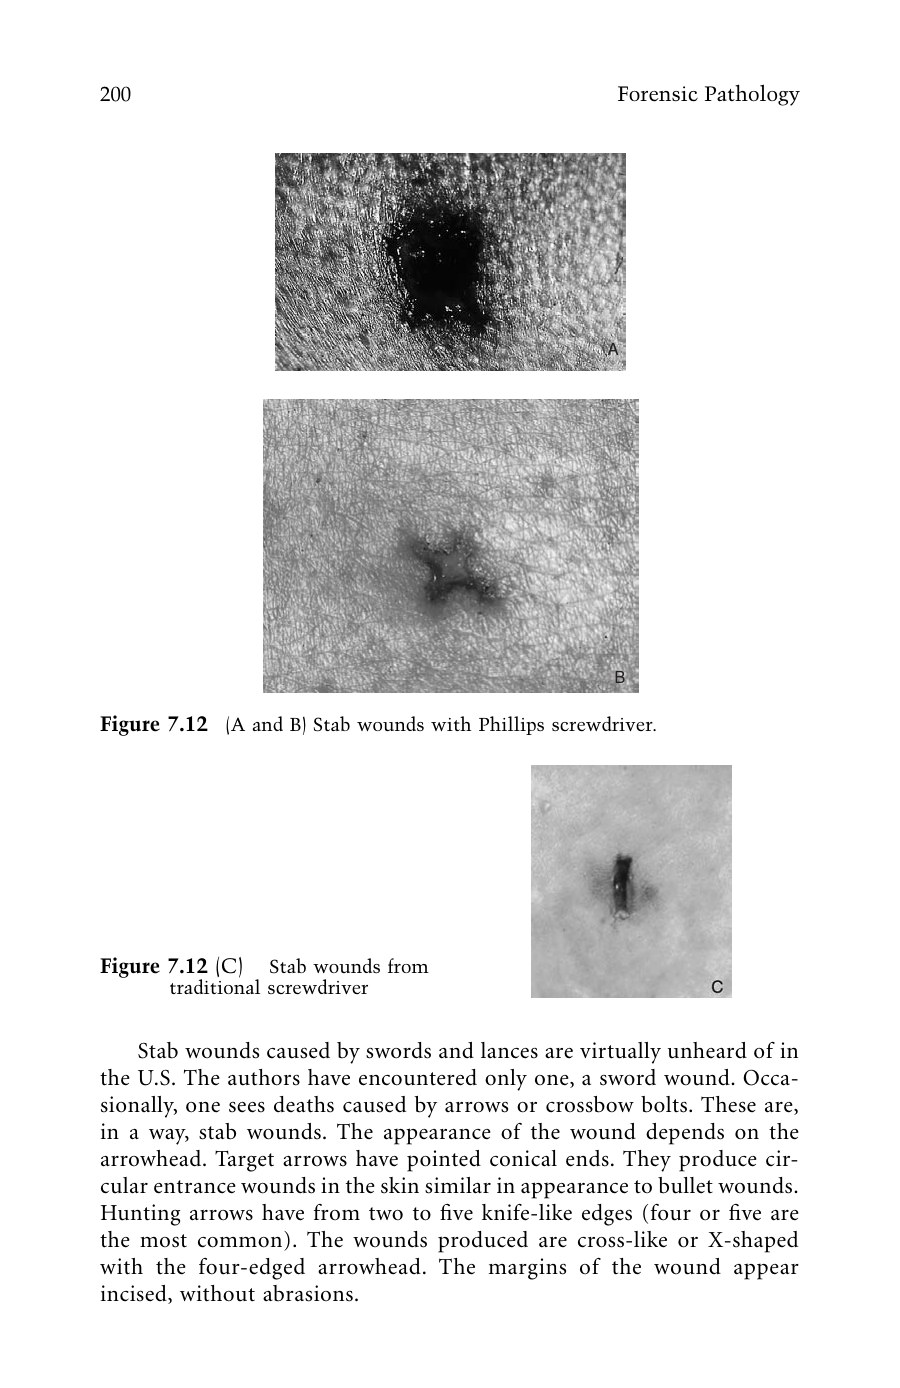 200 Forensic Pathology
A
B
Figure 7.12 (A and B) Stab wounds with Phillips screwdriver.
C
Figure 7.12 (C) Stab wounds from
traditional screwdriver
Stab wounds caused by swords and lances are virtually unheard of in
the U.S. The authors have encountered only one, a sword wound. Occa-
sionally, one sees deaths caused by arrows or crossbow bolts. These are,
in a way, stab wounds. The appearance of the wound depends on the
arrowhead. Target arrows have pointed conical ends. They produce cir-
cular entrance wounds in the skin similar in appearance to bullet wounds.
Hunting arrows have from two to five knife-like edges (four or five are
the most common). The wounds produced are cross-like or X-shaped
with the four-edged arrowhead. The margins of the wound appear
incised, without abrasions.